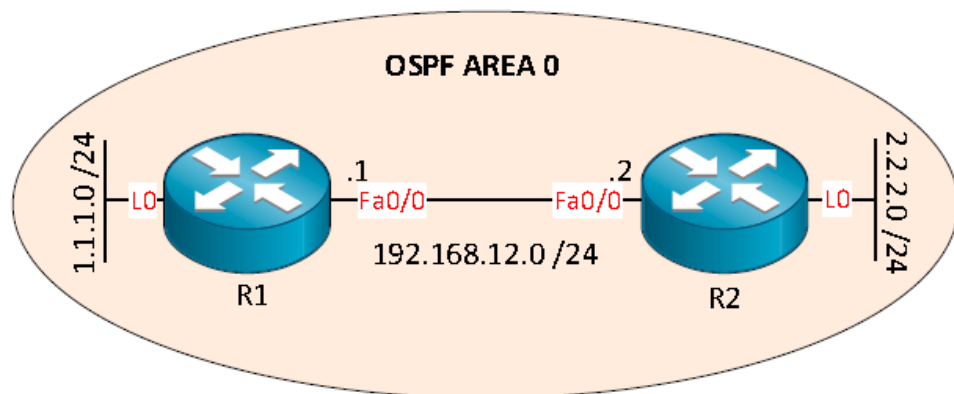 OSPF AREA 0
1.1.1.0 /24
L0
.1
Fa0/0
192.168.12.0 /24
.2
Fa0/0
L0
2.2.2.0 /24
R1
R2